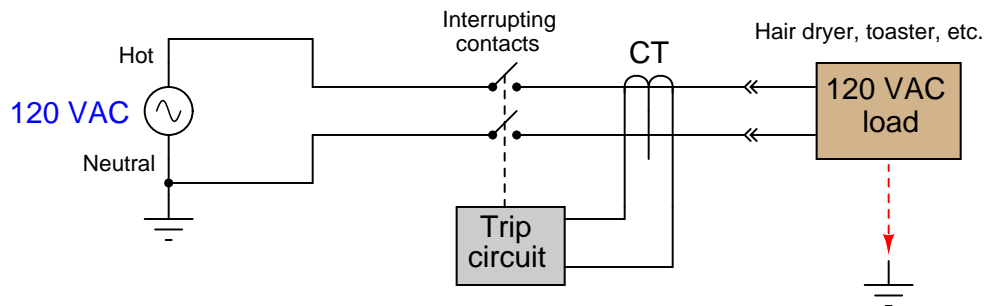 Interrupting
contacts
Hot
CT
Hair dryer, toaster, etc.
120 VAC
Neutral
120 VAC
load
Trip
circuit